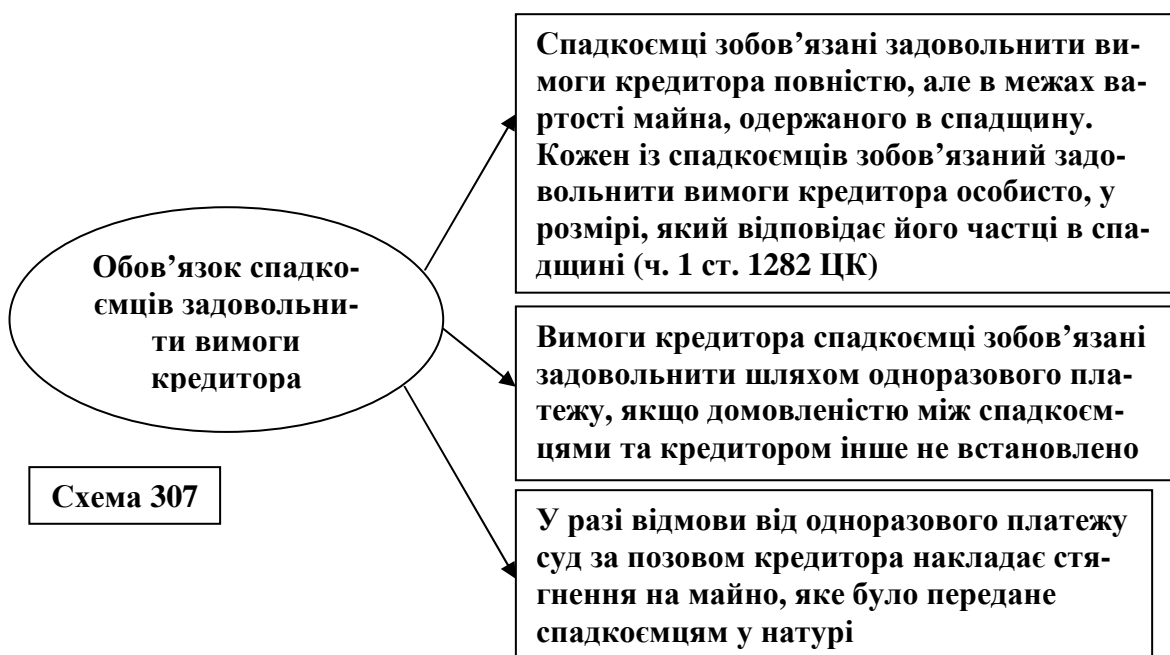 Спадкоємці зобов’язані задовольнити ви-
моги кредитора повністю, але в межах ва-
ртості майна, одержаного в спадщину.
Кожен із спадкоємців зобов’язаний задо-
вольнити вимоги кредитора особисто, у
розмірі, який відповідає його частці в спа-
дщині (ч. 1 ст. 1282 ЦК)
Обов’язок спадко-
ємців задовольни-
ти вимоги
кредитора
Вимоги кредитора спадкоємці зобов’язані
задовольнити шляхом одноразового пла-
тежу, якщо домовленістю між спадкоєм-
цями та кредитором інше не встановлено
Схема 307
У разі відмови від одноразового платежу
суд за позовом кредитора накладає стя-
гнення на майно, яке було передане
спадкоємцям у натурі